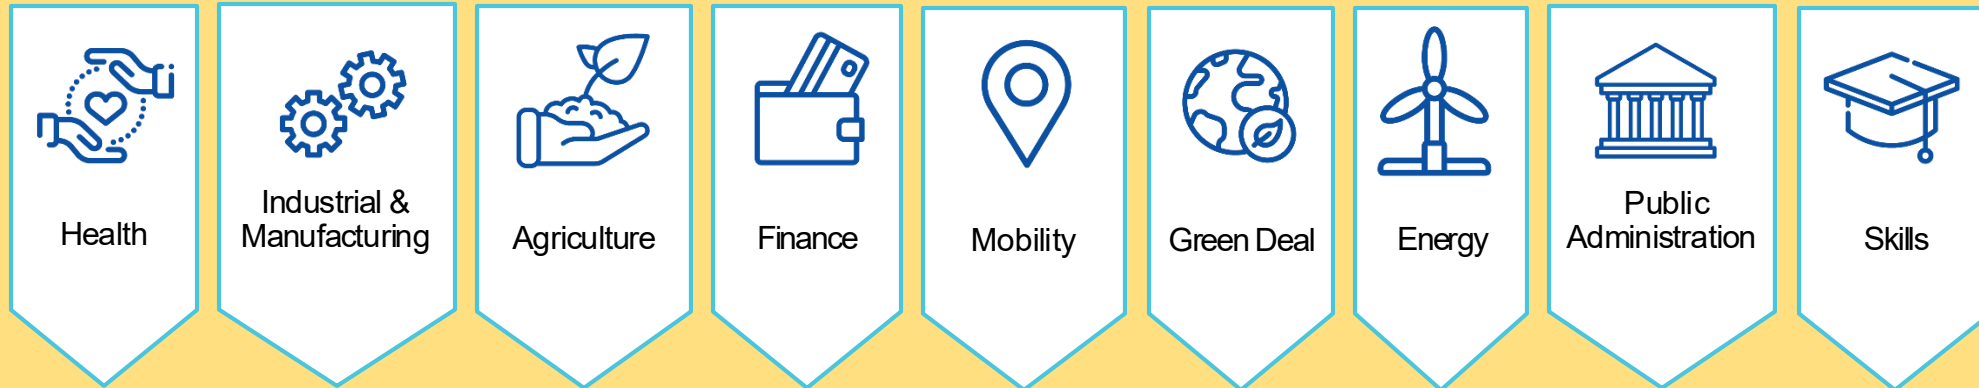 Health
Industrial &
Manufacturing
Agriculture
Finance
Mobility
Green Deal
Energy
Public
Administration
Skills